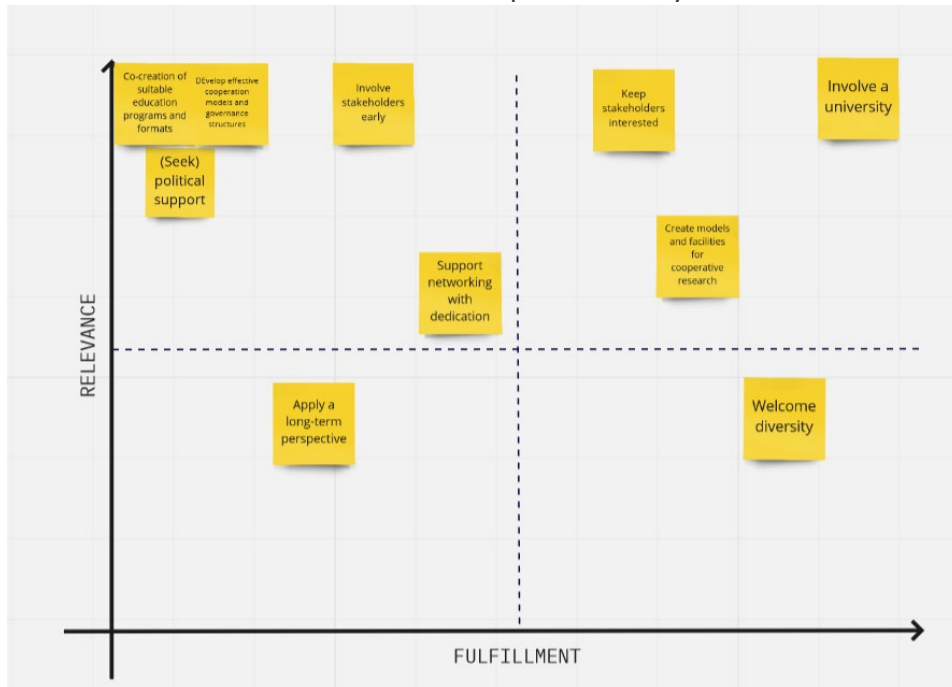 Co-creation of
suitable
education
programs and
formats
DEvelop effective
cooperation
models and
governance
structures
Involve
stakeholders
early
Keep
stakeholders
interested
Involve a
university
(Seek)
political
support
Create models
and facilities
for
cooperative
research
Support
networking
with
dedication
RELEVANCE
Apply a
long-term
perspective
Welcome
diversity
FULFILLMENT